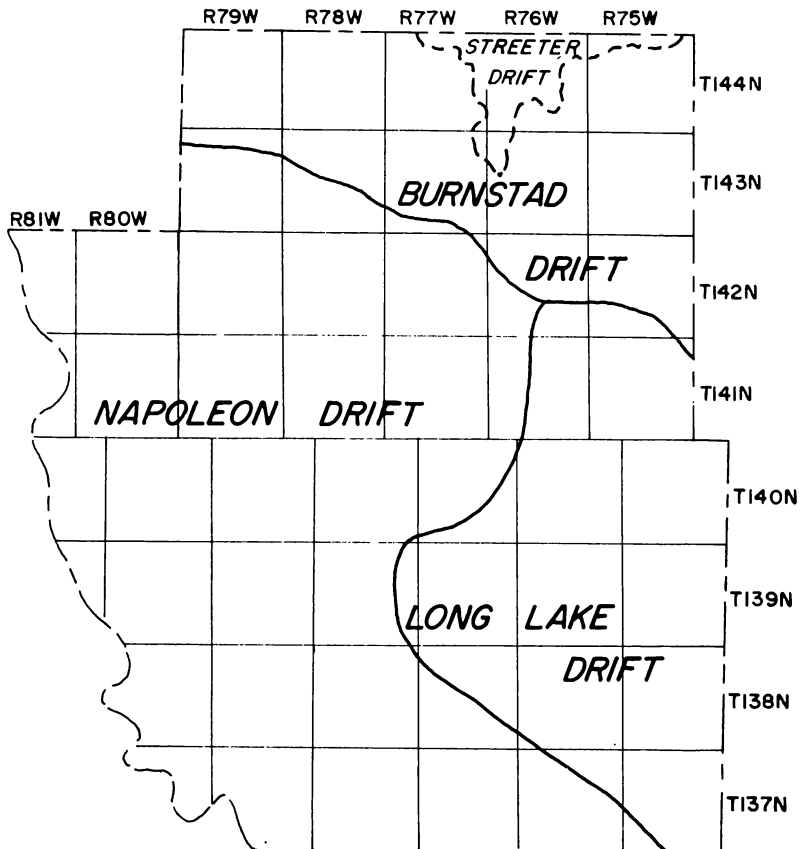 R79W R78W R77W R76W R75W
STREETER
DRIFT
T144N
BURNSTAD
T143N
R81W R80W
DRIFT
T142N
T141N
NAPOLEON DRIFT
T140N
T139N
LONG LAKE
DRIFT
T138N
T137N